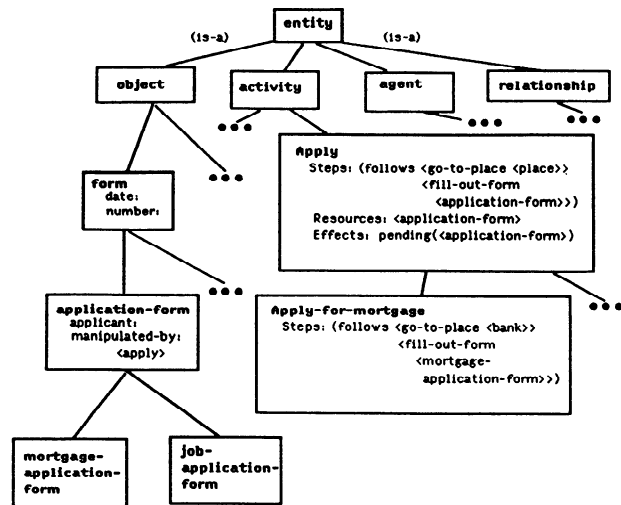 entity
(is-a)
(is-a)
object
activity
agent
relationship
Apply
Steps: (follows <go-to-place <place>>
<fill-out-form
<application-form>>)
Resources: <application-form>
Effects: pending(<application-form>)
form
date:
number:
application-form
applicant:
manipulated-by:
<apply>
Apply-for-mortgage
Steps: (follows <go-to-place <bank>>
<fill-out-form
<mortgage-
application-form>>)
mortgage-
application-
form
job-
application-
form